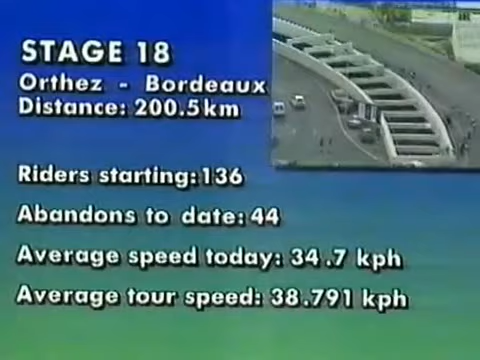 STAGE 18
Orthez - Bordeaux
Distance: 200.5km
Riders starting: 136
Abandons to date: 44
Average speed today: 34.7 kph
Average tour speed: 38.791 kph